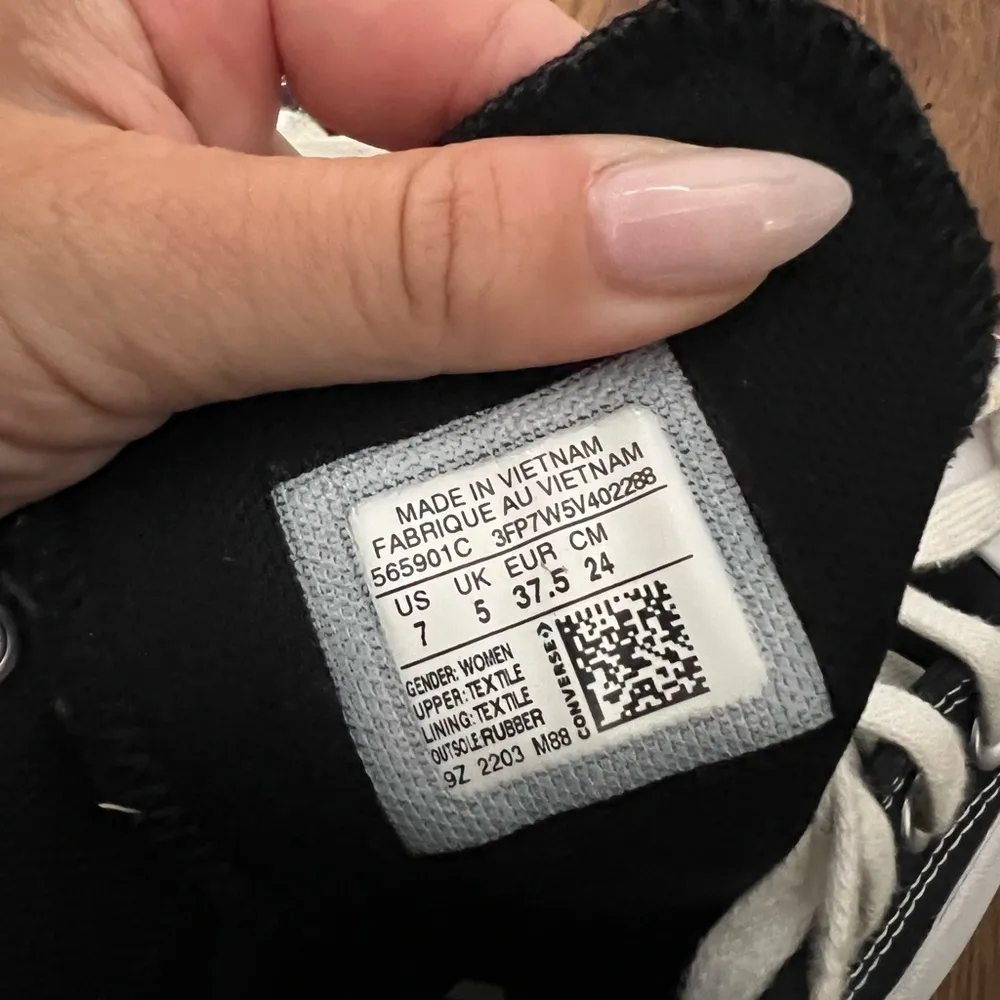 MADE IN VIETNAM
FABRIQUE AU VIETNAM
565901C 3FP7W5V402288
US UK EUR CM
7 5 37.5 24
GENDER: WOMEN
UPPER:TEXTILE
LINING:TEXTILE
OUTSOLE:RUBBER
9Z 2203 M88
CONVERSE